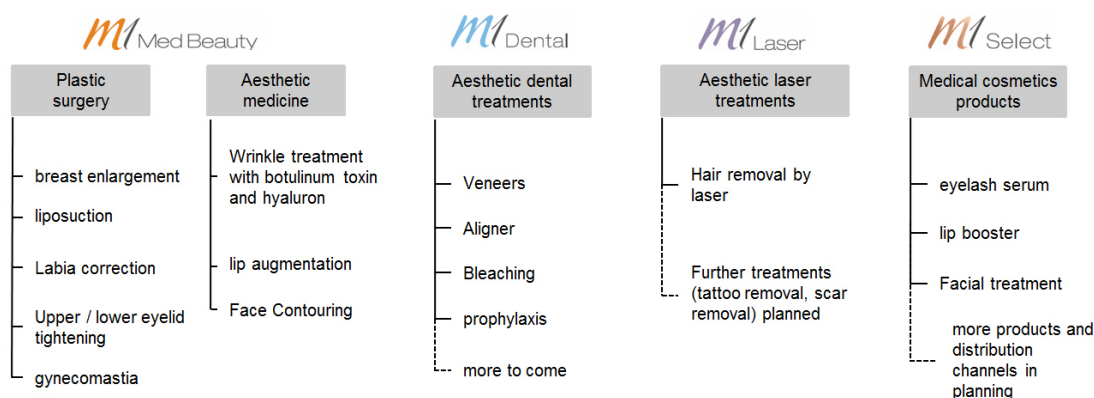 m1 Med Beauty
Plastic
surgery
breast enlargement
liposuction
Labia correction
Upper / lower eyelid
tightening
gynecomastia
Aesthetic
medicine
Wrinkle treatment
with botulinum toxin
and hyaluron
lip augmentation
Face Contouring
m1 Dental
Aesthetic dental
treatments
Veneers
Aligner
Bleaching
prophylaxis
more to come
m1 Laser
Aesthetic laser
treatments
Hair removal by
laser
Further treatments
(tattoo removal, scar
removal) planned
m1 Select
Medical cosmetics
products
eyelash serum
lip booster
Facial treatment
more products and
distribution
channels in
planning